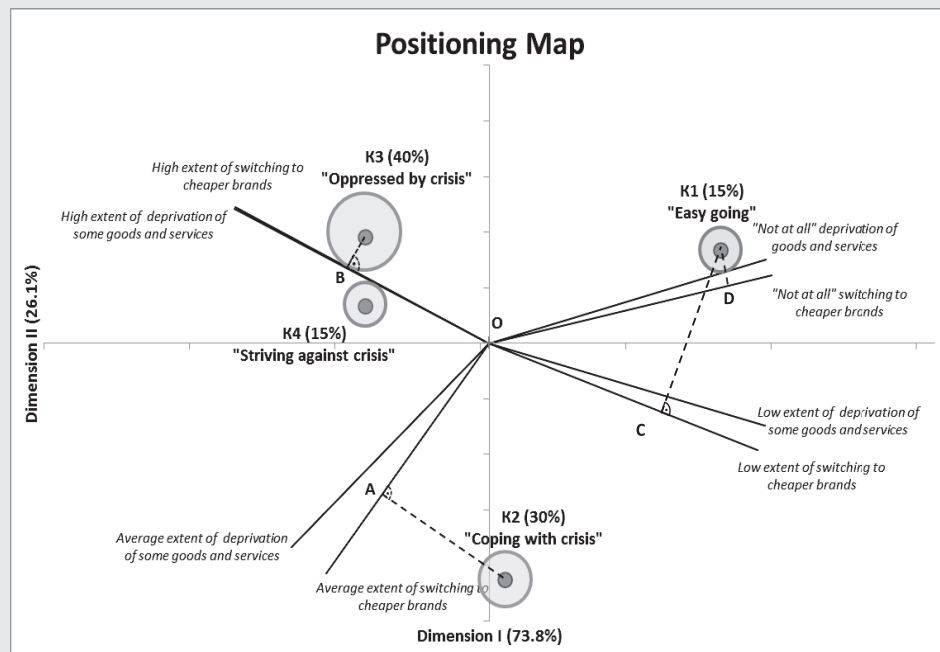 Positioning Map
High extent of switching to
cheaper brands
K3 (40%)
"Oppressed by crisis"
High extent of deprivation of
some goods and services
K1 (15%)
"Easy going"
"Not at all" deprivation of
goods and services
B
D
"Not at all" switching to
cheaper brands
O
K4 (15%)
"Striving against crisis"
Dimension II (26.1%)
C
Low extent of deprivation of
some goods and services
Low extent of switching to
cheaper brands
A
K2 (30%)
"Coping with crisis"
Average extent of deprivation
of some goods and services
Average extent of switching to
cheaper brands
Dimension I (73.8%)